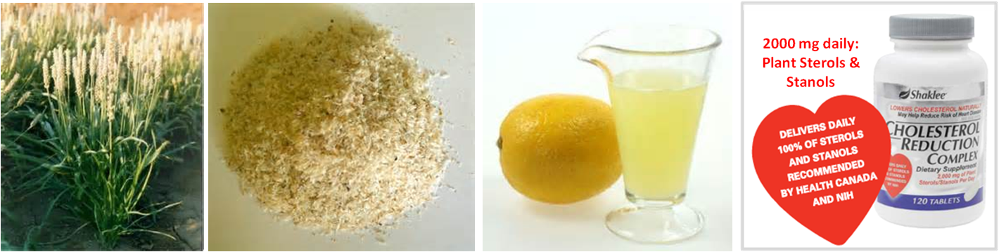 2000 mg daily:
Plant Sterols &
Stanols
DELIVERS DAILY
100% OF STEROLS
AND STANOLS
RECOMMENDED
BY HEALTH CANADA
AND NIH
Shaklee
LOWERS CHOLESTEROL NATURALLY
May Help Reduce Risk of Heart Disease
CHOLESTEROL
REDUCTION
COMPLEX
Dietary Supplement
2,000 mg of Plant
Sterols/Stanols Per Day
120 TABLETS